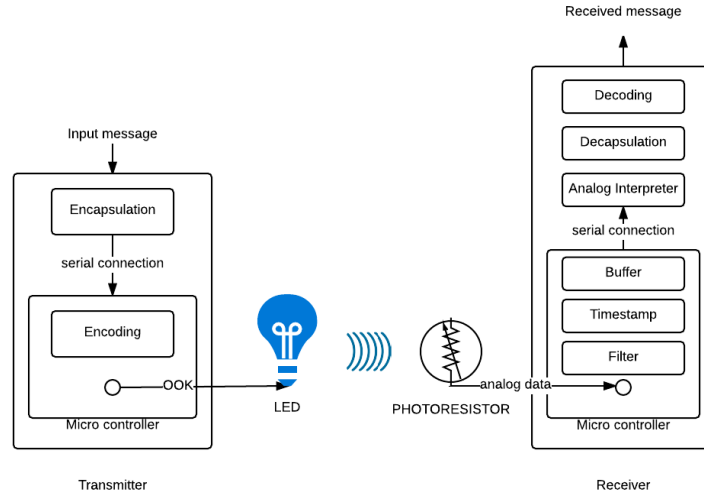 Input message
Encapsulation
serial connection
Encoding
OOK
Micro controller
Transmitter
LED
PHOTORESISTOR
analog data
Received message
Decoding
Decapsulation
Analog Interpreter
serial connection
Buffer
Timestamp
Filter
Micro controller
Receiver